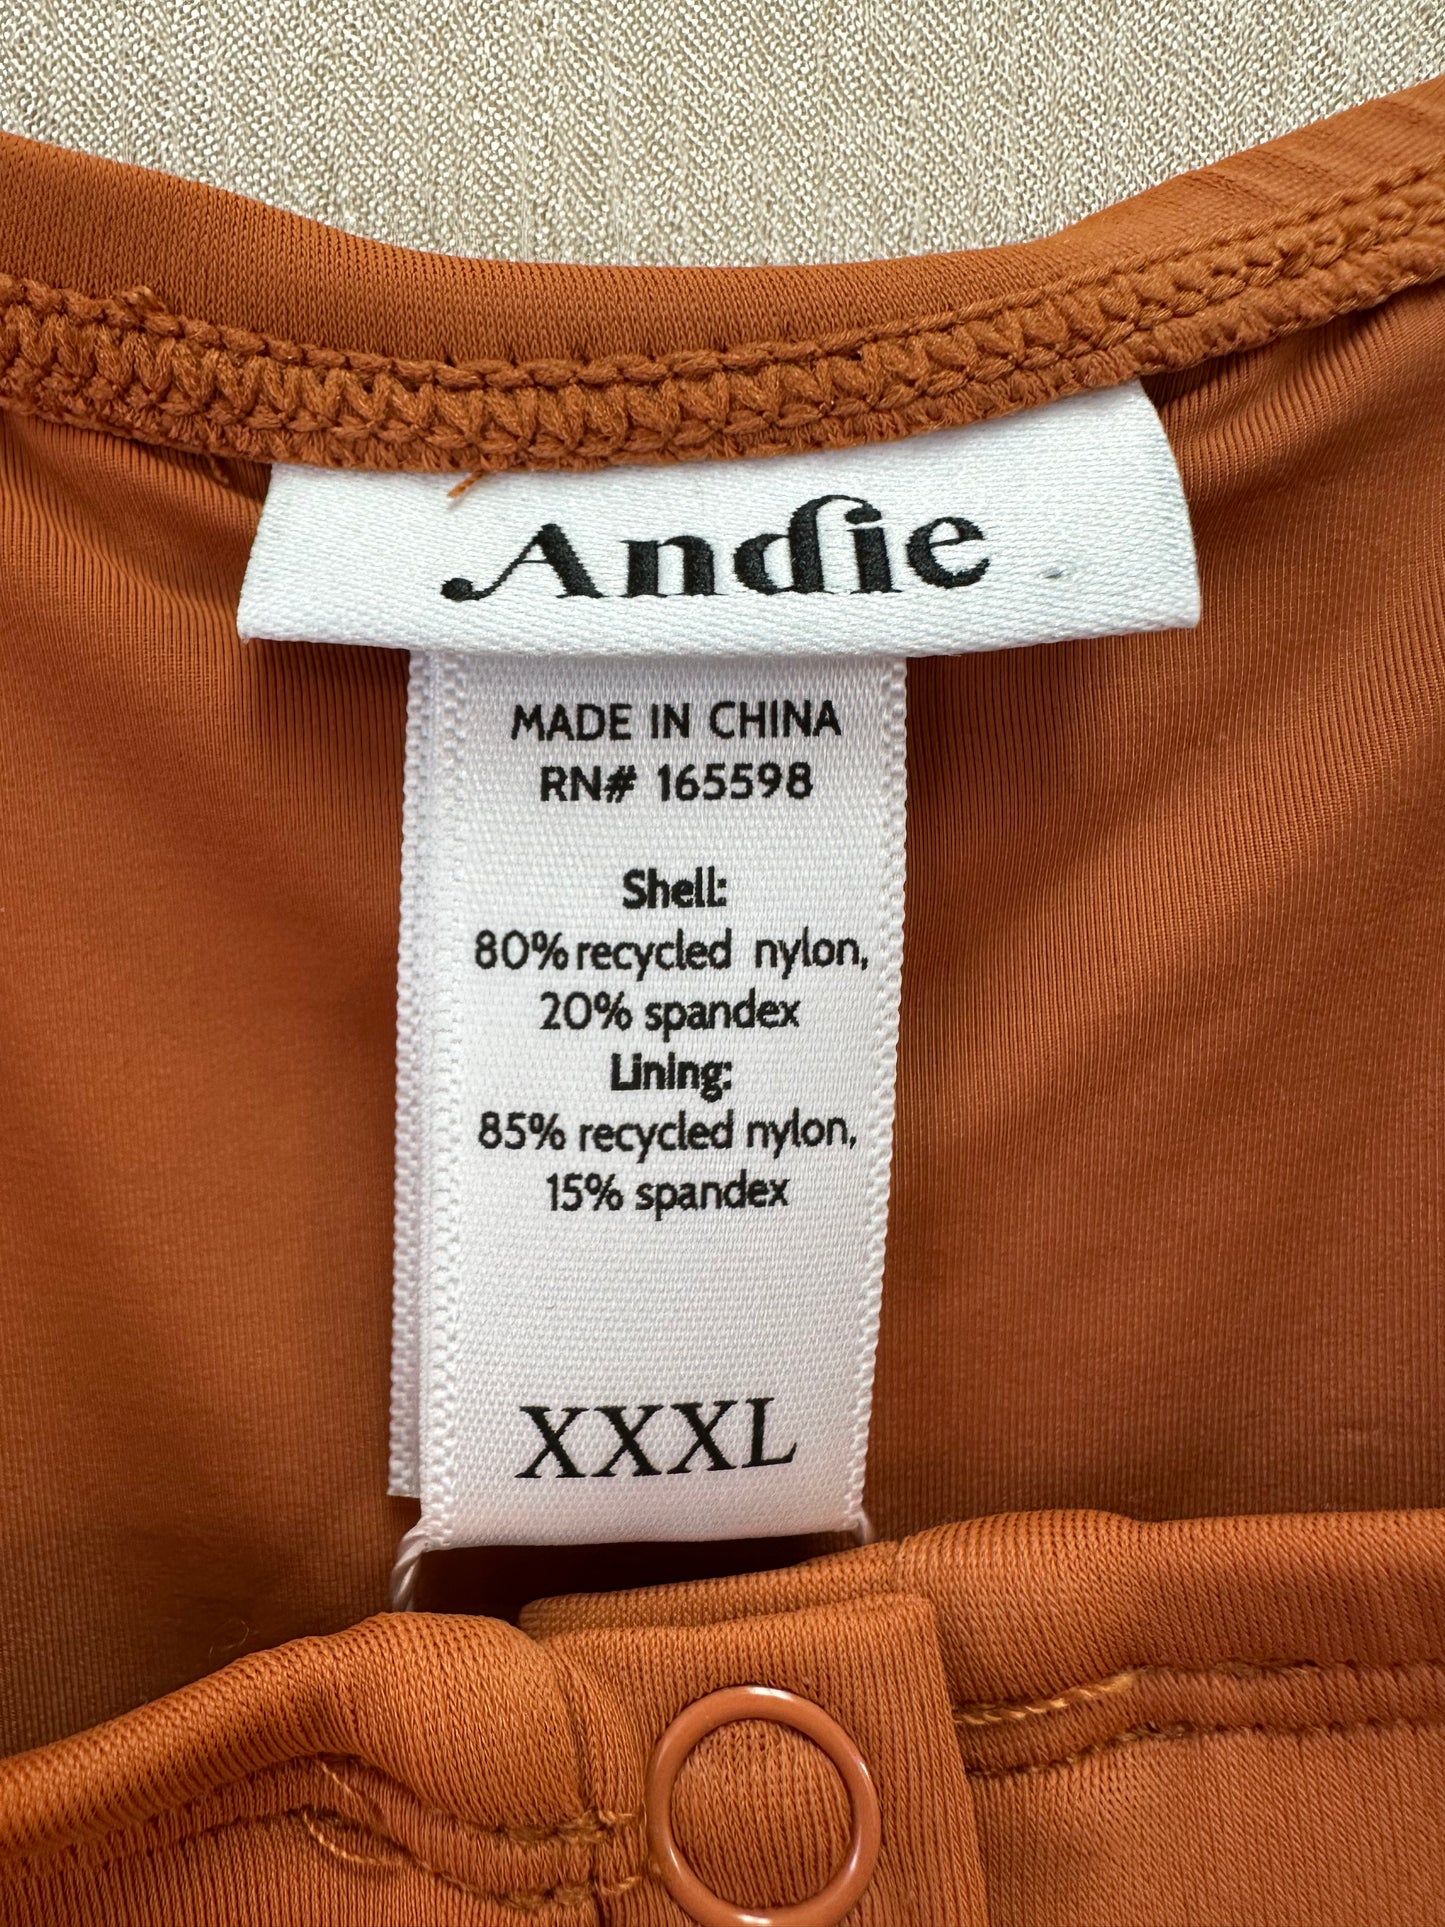 Andie
MADE IN CHINA
RN# 165598
Shell:
80% recycled nylon,
20% spandex
Lining:
85% recycled nylon,
15% spandex
XXXL